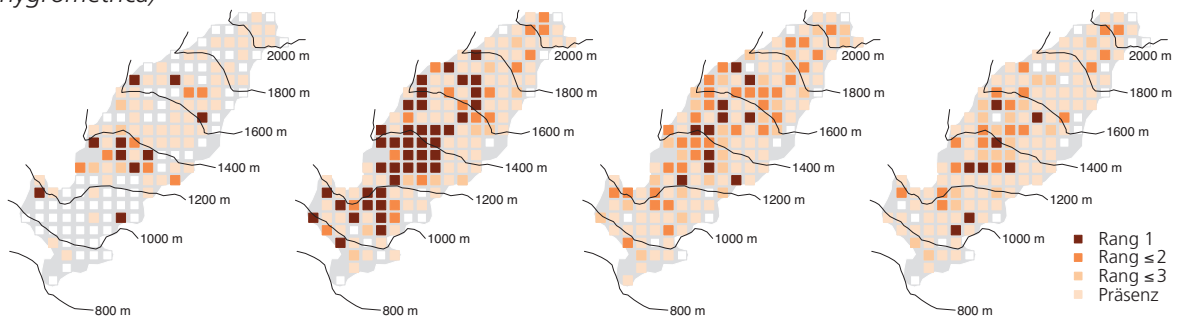 hygrometrica)
2000 m
1800 m
1600 m
1400 m
1200 m
1000 m
800 m
2000 m
1800 m
1600 m
1400 m
1200 m
1000 m
800 m
2000 m
1800 m
1600 m
1400 m
1200 m
1000 m
800 m
2000 m
1800 m
1600 m
1400 m
1200 m
1000 m
800 m
Rang 1
Rang ≤2
Rang ≤3
Präsenz